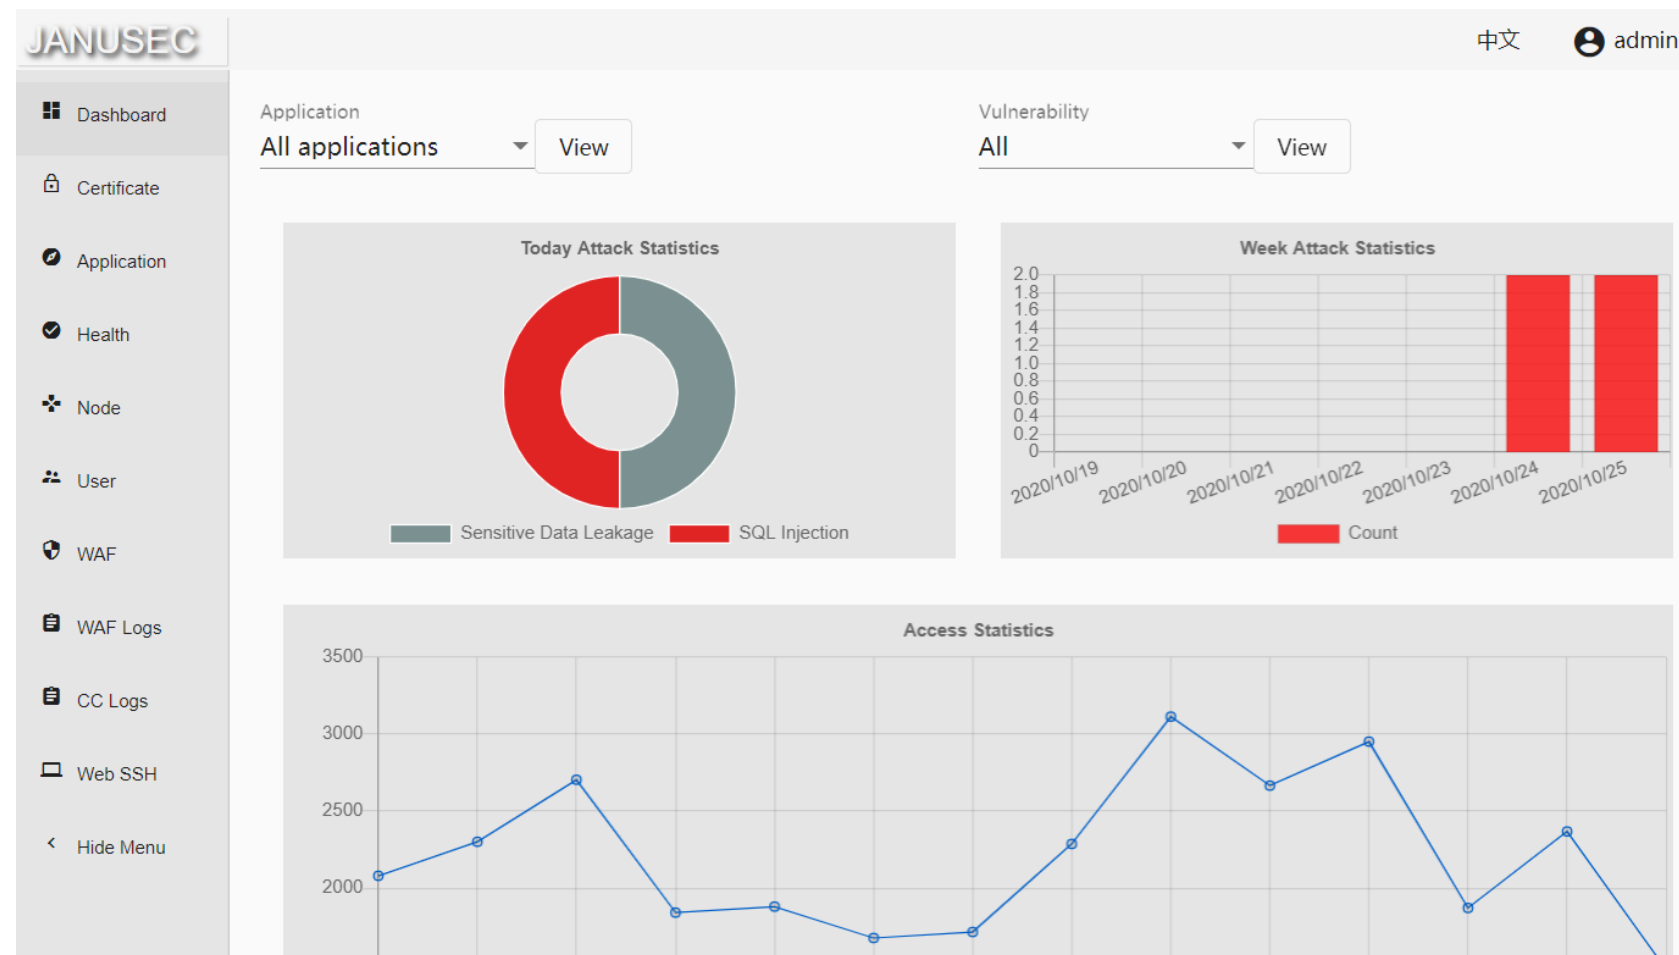 JANUSEC
中文
admin
Dashboard
Certificate
Application
Health
Node
User
WAF
WAF Logs
CC Logs
Web SSH
Hide Menu
Application
All applications
View
Vulnerability
All
View
Today Attack Statistics
Sensitive Data Leakage
SQL Injection
Week Attack Statistics
2.0
1.8
1.6
1.4
1.2
1.0
0.8
0.6
0.4
0.2
0
2020/10/19
2020/10/20
2020/10/21
2020/10/22
2020/10/23
2020/10/24
2020/10/25
Count
Access Statistics
3500
3000
2500
2000